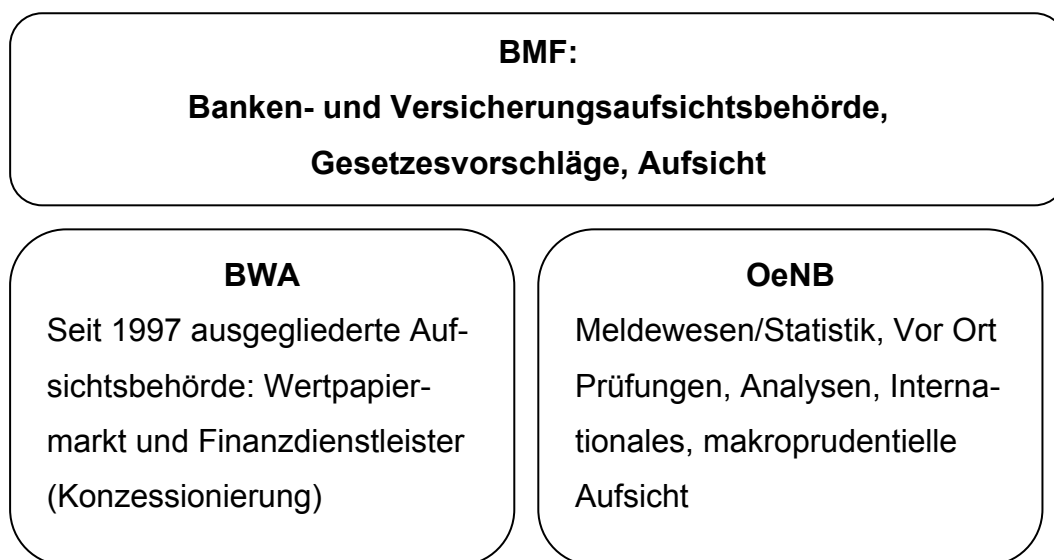 BMF:
Banken- und Versicherungsaufsichtsbehörde,
Gesetzesvorschläge, Aufsicht
BWA
Seit 1997 ausgegliederte Auf-
sichtsbehörde: Wertpapier-
markt und Finanzdienstleister
(Konzessionierung)
OeNB
Meldewesen/Statistik, Vor Ort
Prüfungen, Analysen, Interna-
tionales, makroprudentielle
Aufsicht